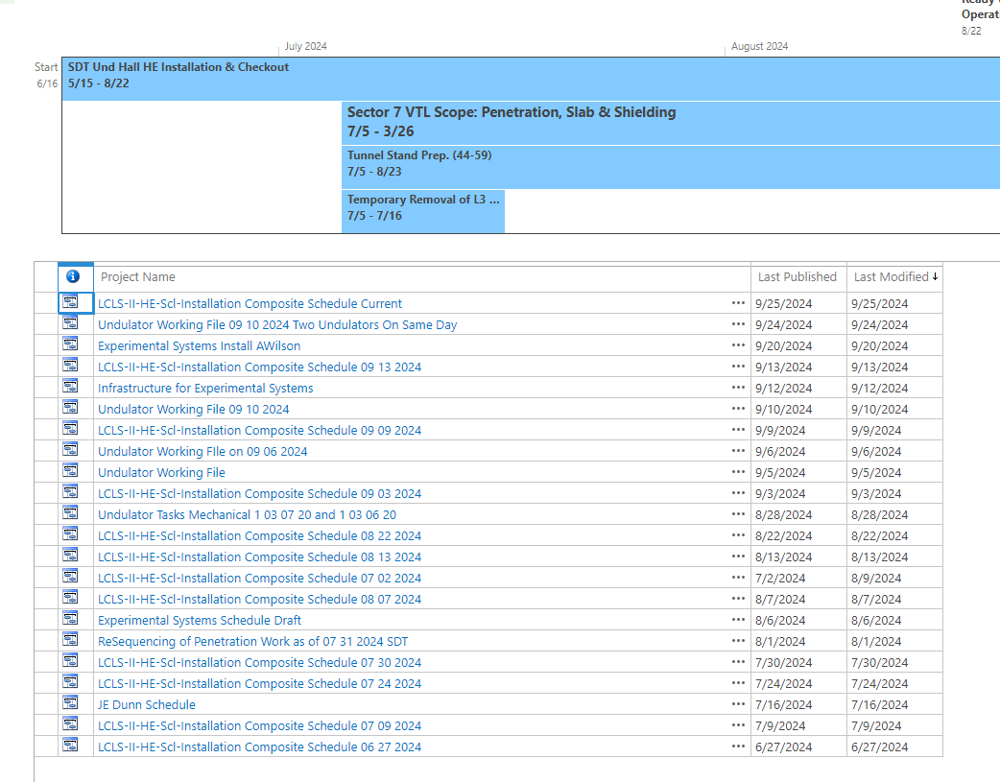 Ready
Operat
8/22
July 2024
August 2024
Start
6/16
SDT Und Hall HE Installation & Checkout
5/15 - 8/22
Sector 7 VTL Scope: Penetration, Slab & Shielding
7/5 - 3/26
Tunnel Stand Prep. (44-59)
7/5 - 8/23
Temporary Removal of L3 ...
7/5 - 7/16
Project Name Last Published Last Modified ↓
LCLS-II-HE-Scl-Installation Composite Schedule Current ... 9/25/2024 9/25/2024
Undulator Working File 09 10 2024 Two Undulators On Same Day ... 9/24/2024 9/24/2024
Experimental Systems Install AWilson ... 9/20/2024 9/20/2024
LCLS-II-HE-Scl-Installation Composite Schedule 09 13 2024 ... 9/13/2024 9/13/2024
Infrastructure for Experimental Systems ... 9/12/2024 9/12/2024
Undulator Working File 09 10 2024 ... 9/10/2024 9/10/2024
LCLS-II-HE-Scl-Installation Composite Schedule 09 09 2024 ... 9/9/2024 9/9/2024
Undulator Working FIle on 09 06 2024 ... 9/6/2024 9/6/2024
Undulator Working File ... 9/5/2024 9/5/2024
LCLS-II-HE-Scl-Installation Composite Schedule 09 03 2024 ... 9/3/2024 9/3/2024
Undulator Tasks Mechanical 1 03 07 20 and 1 03 06 20 ... 8/28/2024 8/28/2024
LCLS-II-HE-Scl-Installation Composite Schedule 08 22 2024 ... 8/22/2024 8/22/2024
LCLS-II-HE-Scl-Installation Composite Schedule 08 13 2024 ... 8/13/2024 8/13/2024
LCLS-II-HE-Scl-Installation Composite Schedule 07 02 2024 ... 7/2/2024 8/9/2024
LCLS-II-HE-Scl-Installation Composite Schedule 08 07 2024 ... 8/7/2024 8/7/2024
Experimental Systems Schedule Draft ... 8/6/2024 8/6/2024
ReSequencing of Penetration Work as of 07 31 2024 SDT ... 8/1/2024 8/1/2024
LCLS-II-HE-Scl-Installation Composite Schedule 07 30 2024 ... 7/30/2024 7/30/2024
LCLS-II-HE-Scl-Installation Composite Schedule 07 24 2024 ... 7/24/2024 7/24/2024
JE Dunn Schedule ... 7/16/2024 7/16/2024
LCLS-II-HE-Scl-Installation Composite Schedule 07 09 2024 ... 7/9/2024 7/9/2024
LCLS-II-HE-Scl-Installation Composite Schedule 06 27 2024 ... 6/27/2024 6/27/2024